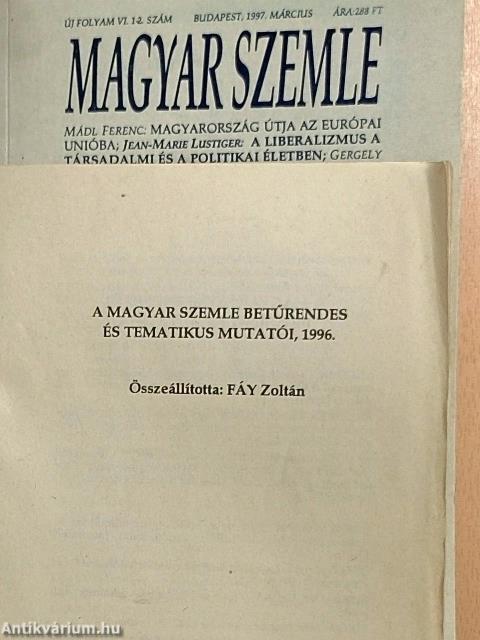 ÚJ FOLYAM VI. 1-2. SZÁM BUDAPEST, 1997. MÁRCIUS ÁRA:288 FT
MAGYAR SZEMLE
MÁDL FERENC: MAGYARORSZÁG ÚTJA AZ EURÓPAI
UNIÓBA; JEAN-MARIE LUSTIGER: A LIBERALIZMUS A
TÁRSADALMI ÉS A POLITIKAI ÉLETBEN; GERGELY
A MAGYAR SZEMLE BETŰRENDES
ÉS TEMATIKUS MUTATÓI, 1996.
Összeállította: FÁY Zoltán
Antikvárium.hu